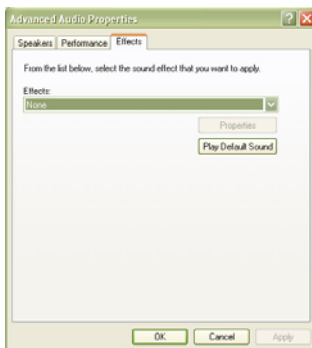 Advanced Audio Properties
Speakers Performance Effects
From the list below, select the sound effect that you want to apply.
Effects:
None
Properties
Play Default Sound
OK Cancel Apply